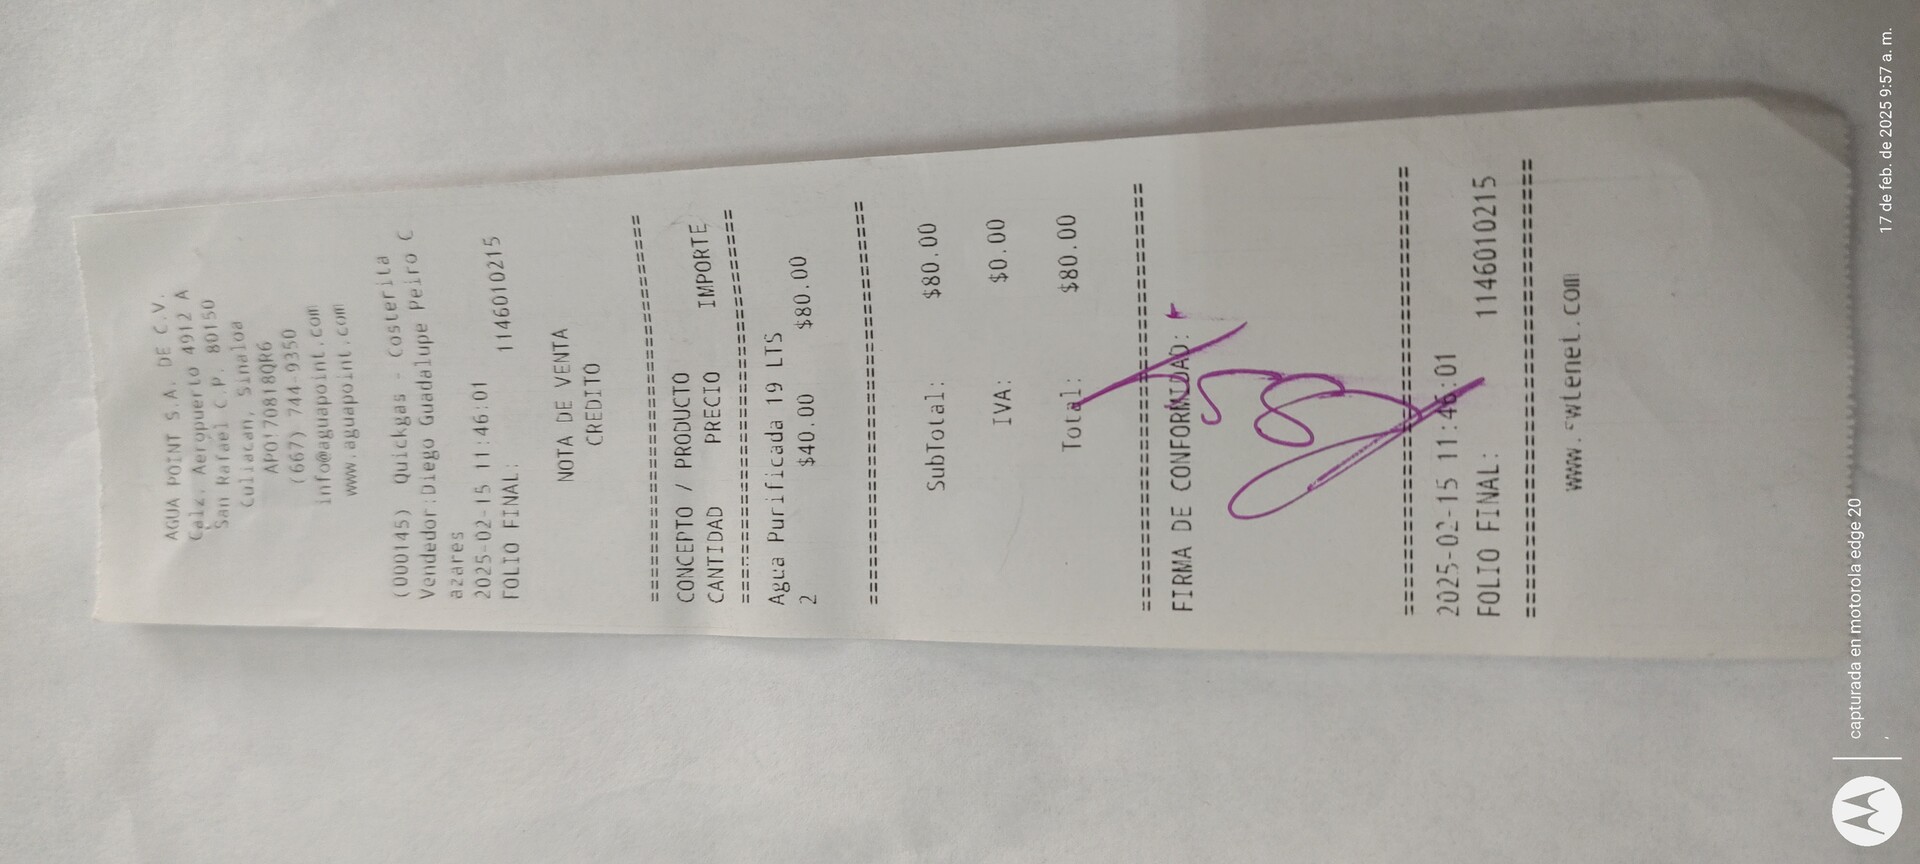 AGUA POINT S.A. DE C.V.
Calz. Aeropuerto 4912 A
San Rafael C.P. 80150
Culiacan, Sinaloa
APO170818QR6
(667) 744-9350
info@aguapoint.com
www.aguapoint.com
(000145) Quickgas - Costerita
Vendedor:Diego Guadalupe Peiro C
azares
2025-02-15 11:46:01
FOLIO FINAL: 1146010215
NOTA DE VENTA
CREDITO
================================
CONCEPTO / PRODUCTO
CANTIDAD PRECIO IMPORTE
================================
Agua Purificada 19 LTS
2 $40.00 $80.00
================================
SubTotal: $80.00
IVA: $0.00
Total: $80.00
================================
FIRMA DE CONFORMIDAD:
================================
2025-02-15 11:46:01
FOLIO FINAL: 1146010215
================================
capturada en motorola edge 20
17 de feb. de 2025 9:57 a. m.